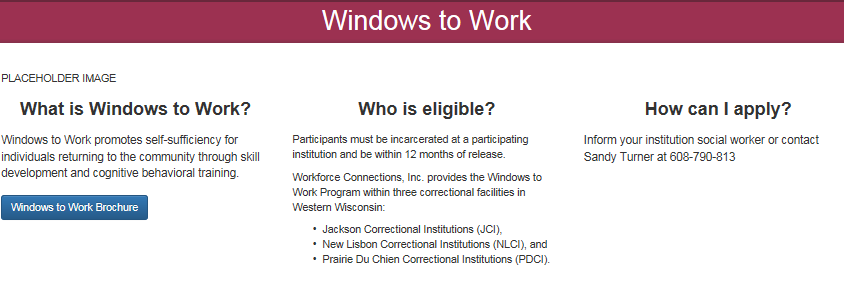 Windows to Work
PLACEHOLDER IMAGE
What is Windows to Work?
Windows to Work promotes self-sufficiency for
individuals returning to the community through skill
development and cognitive behavioral training.
Windows to Work Brochure
Who is eligible?
Participants must be incarcerated at a participating
institution and be within 12 months of release.
Workforce Connections, Inc. provides the Windows to
Work Program within three correctional facilities in
Western Wisconsin:
• Jackson Correctional Institutions (JCI),
• New Lisbon Correctional Institutions (NLCI), and
• Prairie Du Chien Correctional Institutions (PDCI).
How can I apply?
Inform your institution social worker or contact
Sandy Turner at 608-790-813